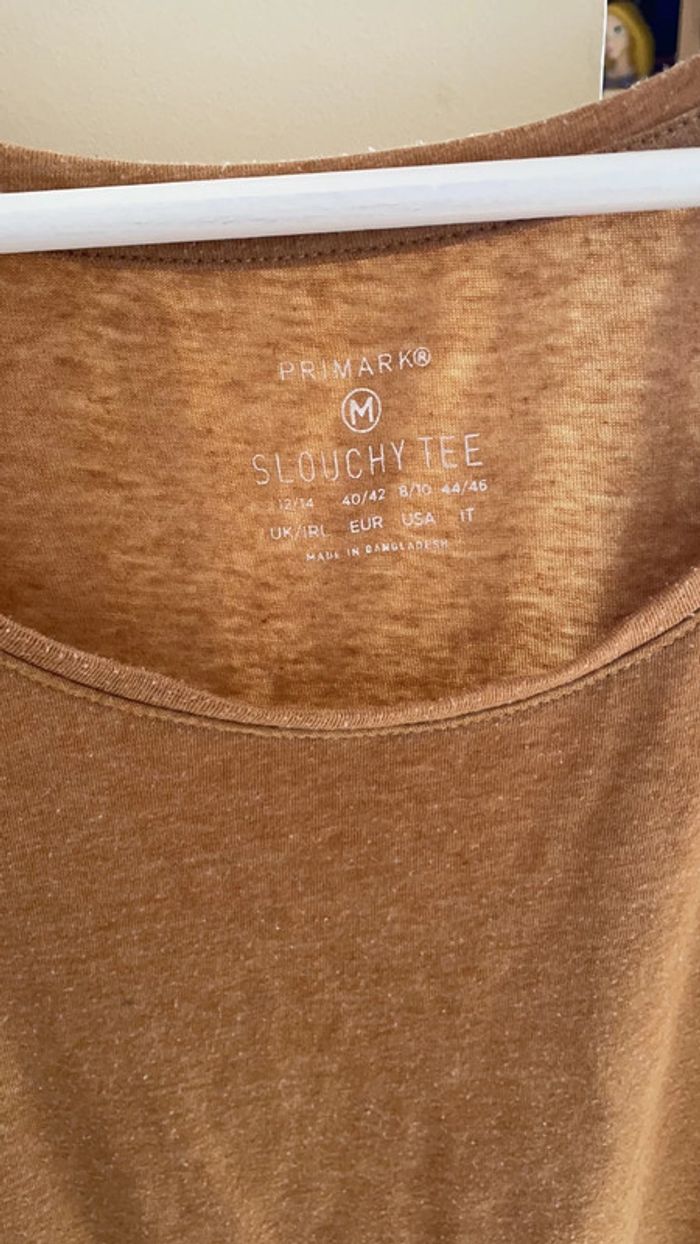 PRIMARK®
M
SLOUCHY TEE
12/14 40/42 8/10 44/46
UK/IRL EUR USA IT
MADE IN BANGLADESH